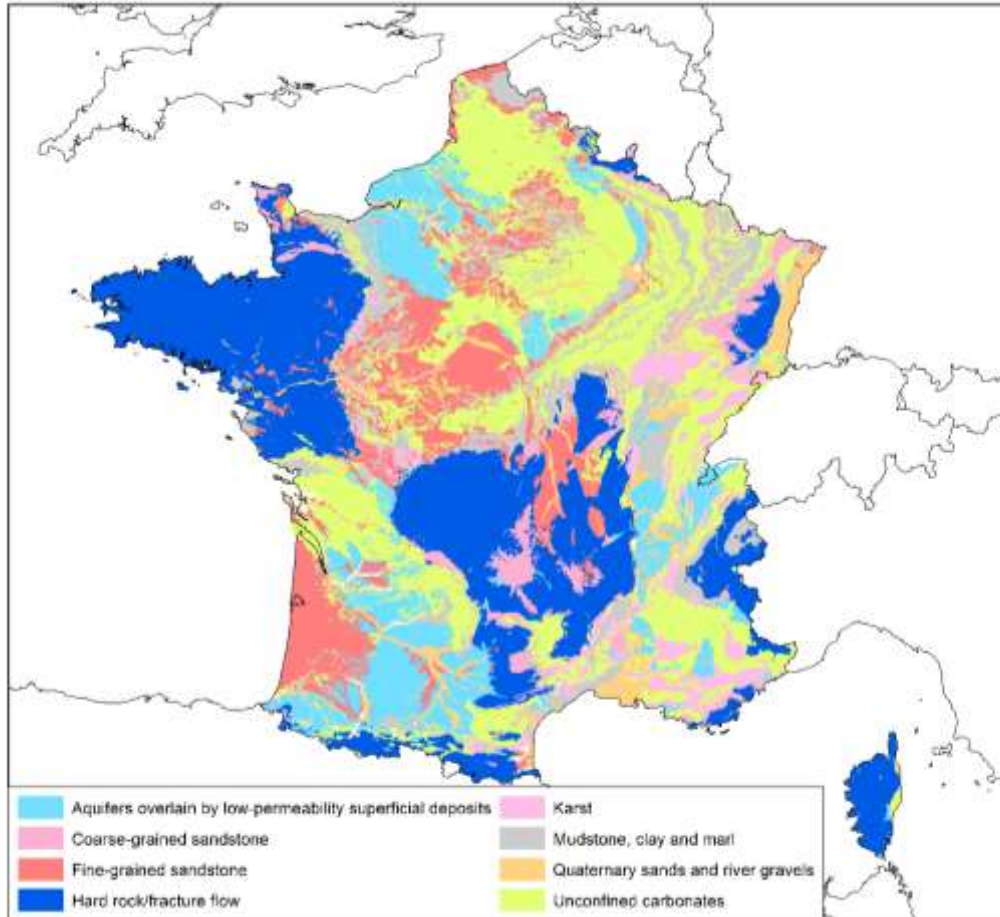 Aquifers overlain by low-permeability superficial deposits
Coarse-grained sandstone
Fine-grained sandstone
Hard rock/fracture flow
Karst
Mudstone, clay and marl
Quaternary sands and river gravels
Unconfined carbonates